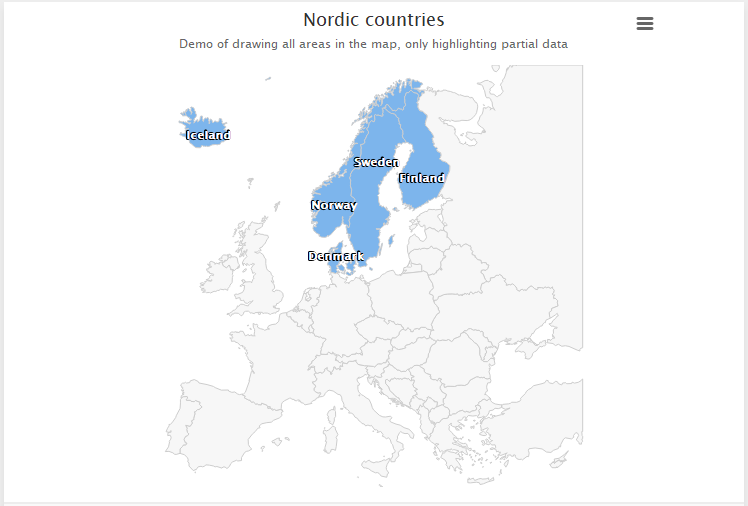 Nordic countries
Demo of drawing all areas in the map, only highlighting partial data
Iceland
Sweden
Finland
Norway
Denmark